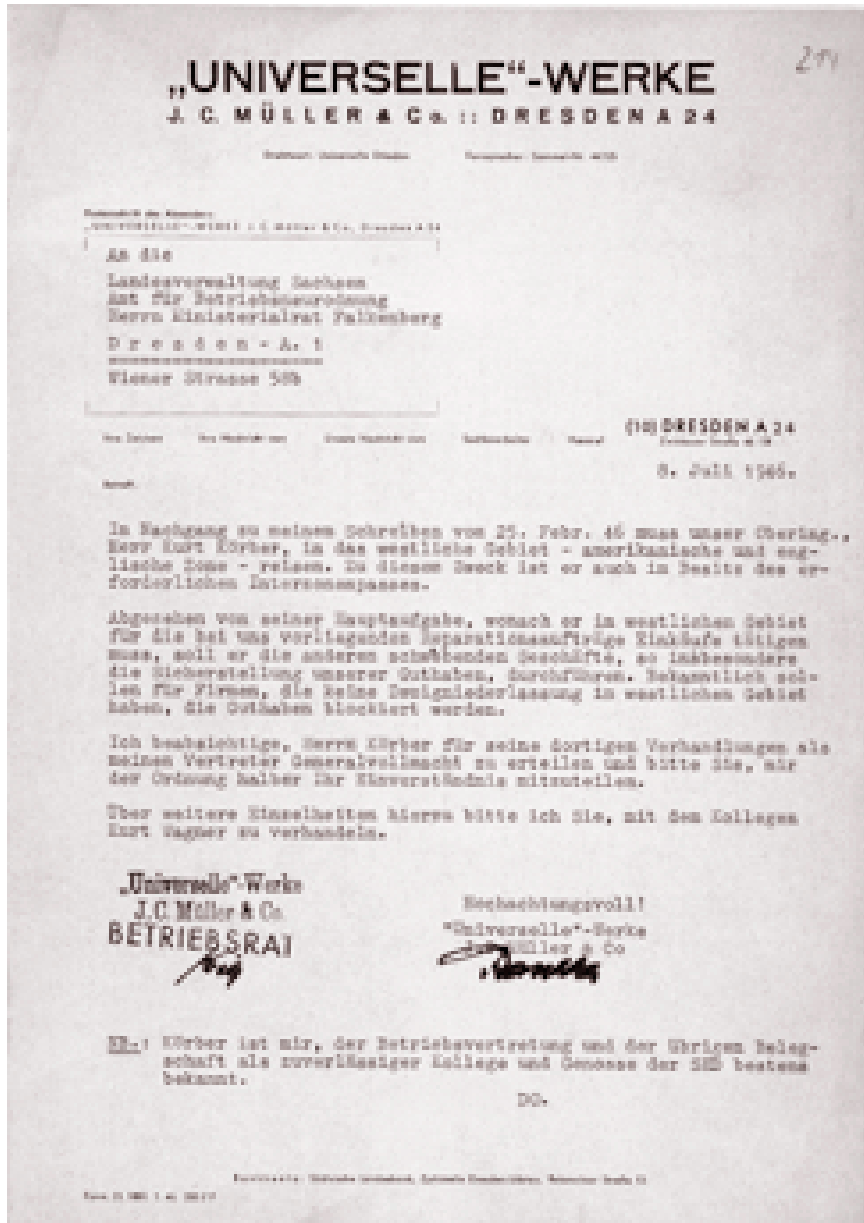 „UNIVERSELLE“-WERKE
J. C. MÜLLER & Co. :: DRESDEN A 24
An die
Landesverwaltung Sachsen
Amt für Betriebsneuordnung
Herrn Ministerialrat Falkenberg
D r e s d e n - A. 1
Wiener Strasse 58b
(10) DRESDEN A 24
8. Juli 1946.
In Nachgang zu meinem Schreiben vom 25. Febr. 46 muss unser Obering.,
Herr Kurt Körber, in das westliche Gebiet - amerikanische und eng-
lische Zone - reisen. Zu diesem Zweck ist er auch in Besitz des er-
forderlichen Interzonenpasses.
Abgesehen von seiner Hauptaufgabe, wonach er im westlichen Gebiet
für die bei uns vorliegenden Reparationsaufträge Einkäufe tätigen
muss, soll er die anderen schwebenden Geschäfte, so insbesondere
die Sicherstellung unserer Guthaben, durchführen. Bekanntlich sol-
len für Firmen, die keine Zweigniederlassung im westlichen Gebiet
haben, die Guthaben blockiert werden.
Ich beabsichtige, Herrn Körber für seine dortigen Verhandlungen als
meinen Vertreter Generalvollmacht zu erteilen und bitte Sie, mir
der Ordnung halber Ihr Einverständnis mitzuteilen.
Über weitere Einzelheiten hierzu bitte ich Sie, mit dem Kollegen
Kurt Wagner zu verhandeln.
„Universelle“-Werke
J.C. Müller & Co.
BETRIEBSRAT
Hochachtungsvoll!
"Universelle"-Werke
Müller & Co
NB.: Körber ist mir, der Betriebsvertretung und der übrigen Beleg-
schaft als zuverlässiger Kollege und Genosse der SED bestens
bekannt.
DO.